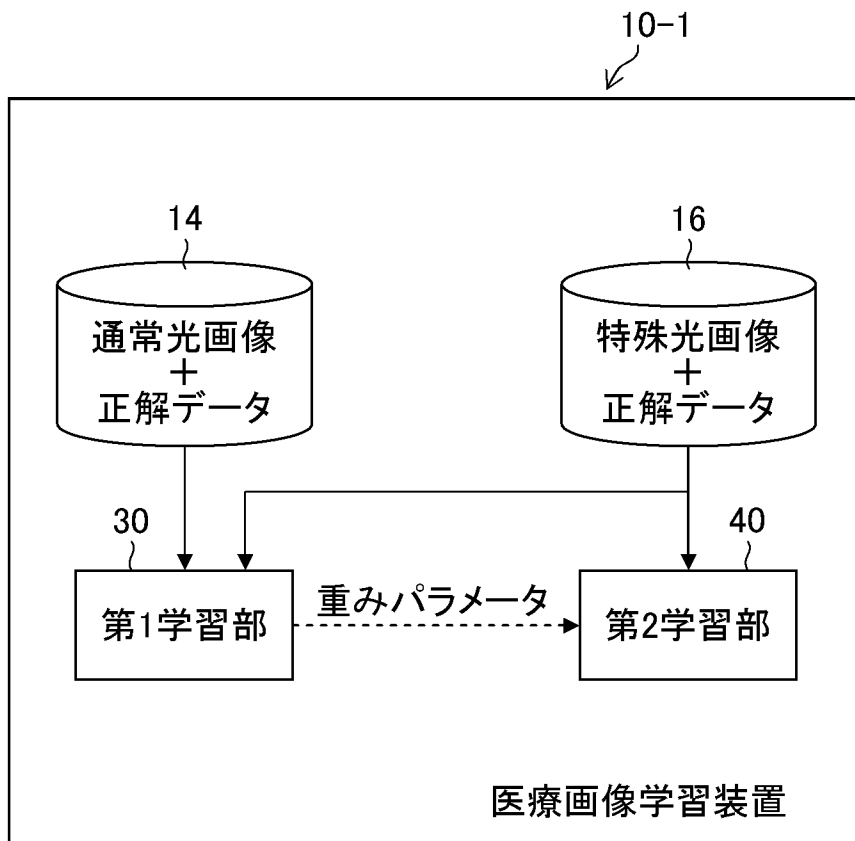 10-1
14
通常光画像
+
正解データ
16
特殊光画像
+
正解データ
30
第1学習部
重みパラメータ
40
第2学習部
医療画像学習装置